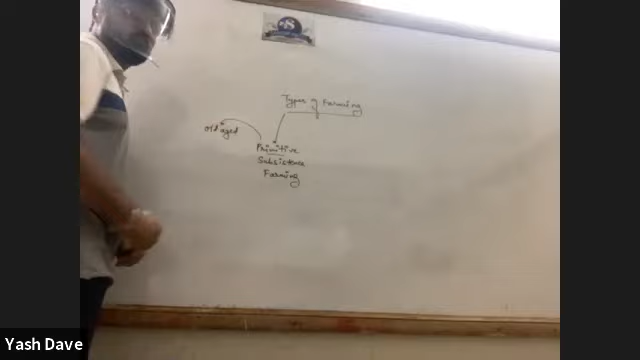 Types of Farming
old aged
Primitive
Subsistence
Farming
Yash Dave